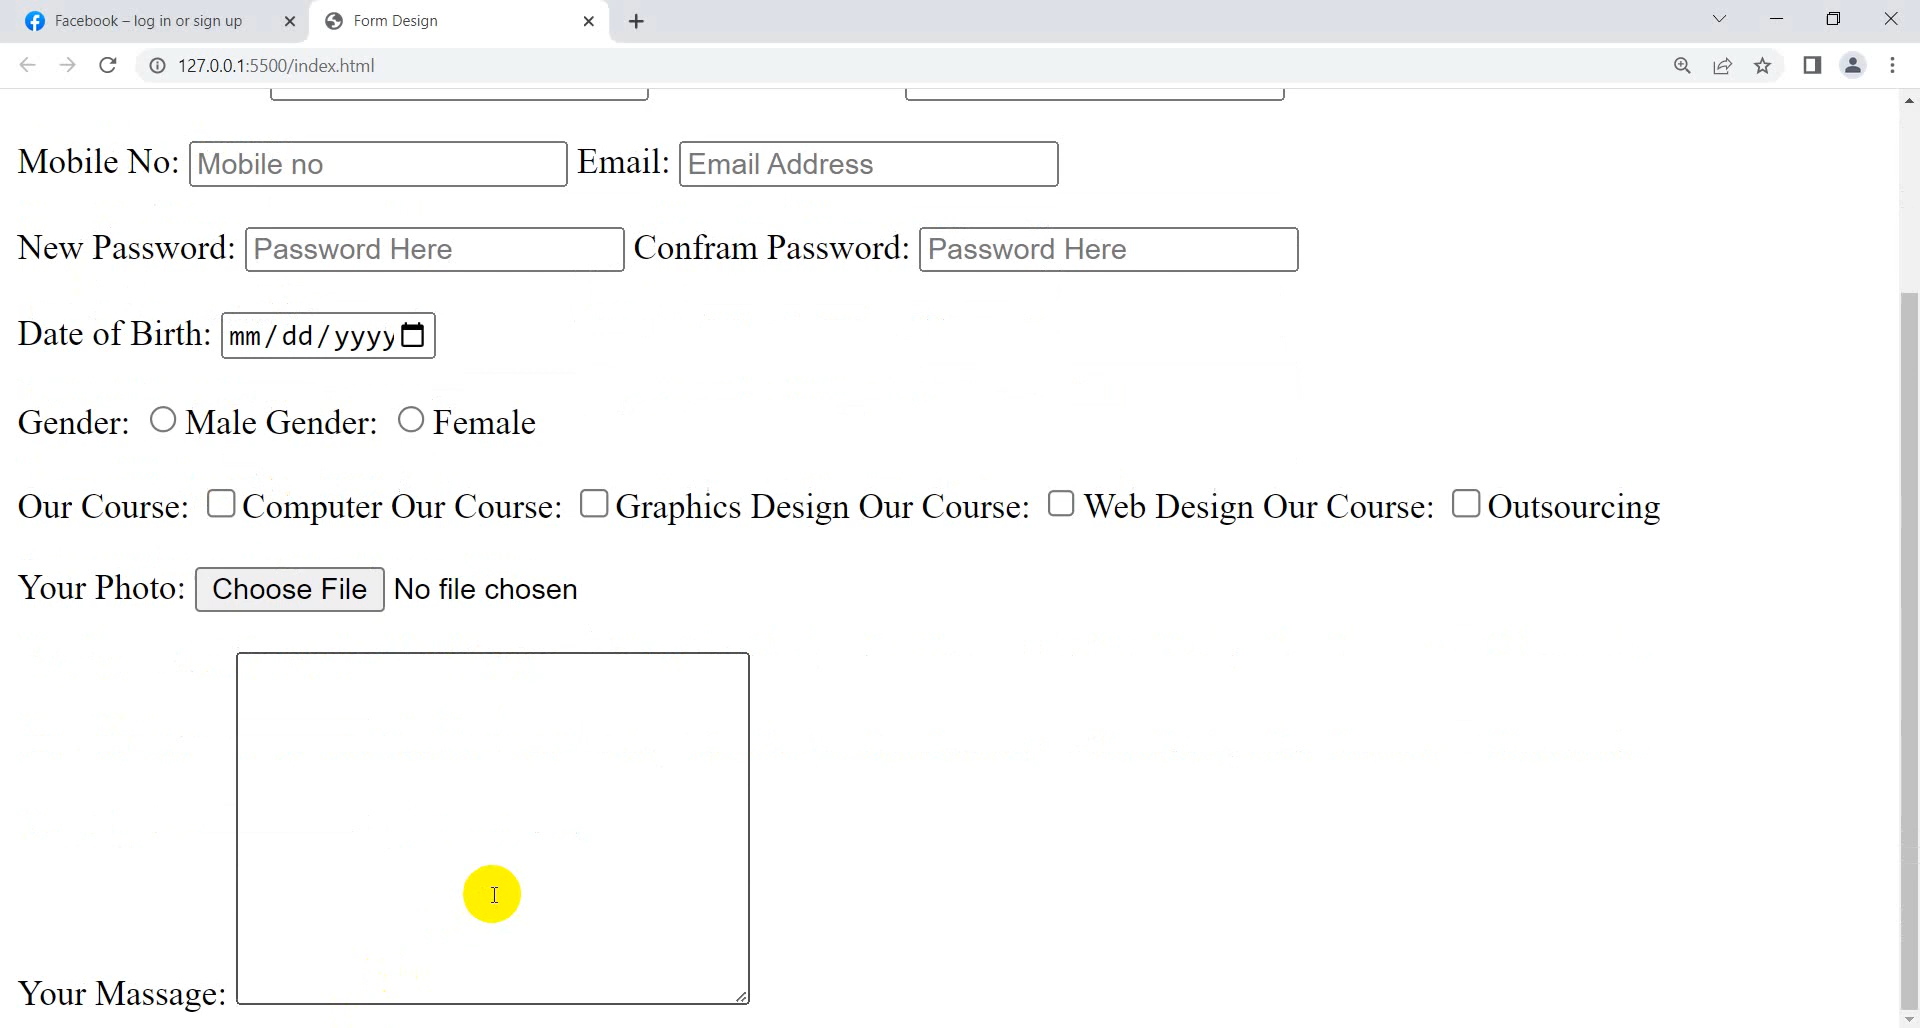 Facebook – log in or sign up
Form Design
127.0.0.1:5500/index.html
Mobile No: Mobile no Email: Email Address
New Password: Password Here Confram Password: Password Here
Date of Birth: mm/dd/yyyy
Gender: Male Gender: Female
Our Course: Computer Our Course: Graphics Design Our Course: Web Design Our Course: Outsourcing
Your Photo: Choose File No file chosen
Your Massage: